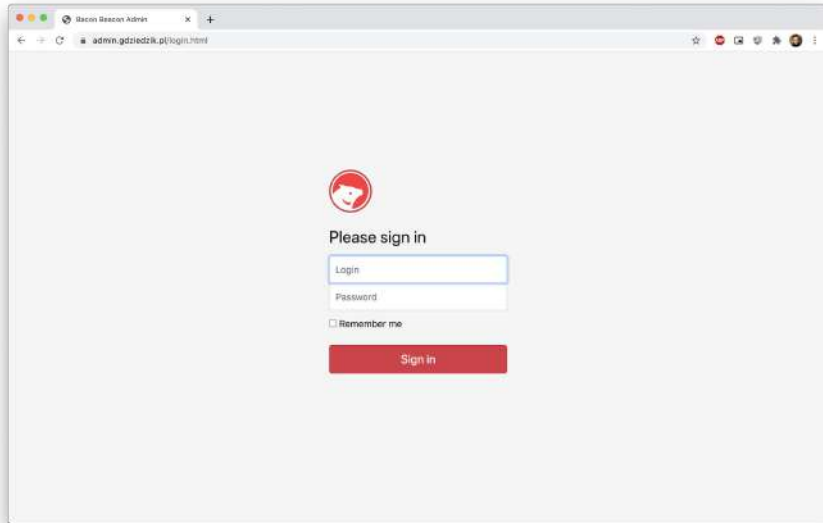 Bacon Beacon Admin
admin.gdziedzik.pl/login.html
Please sign in
Login
Password
Remember me
Sign in